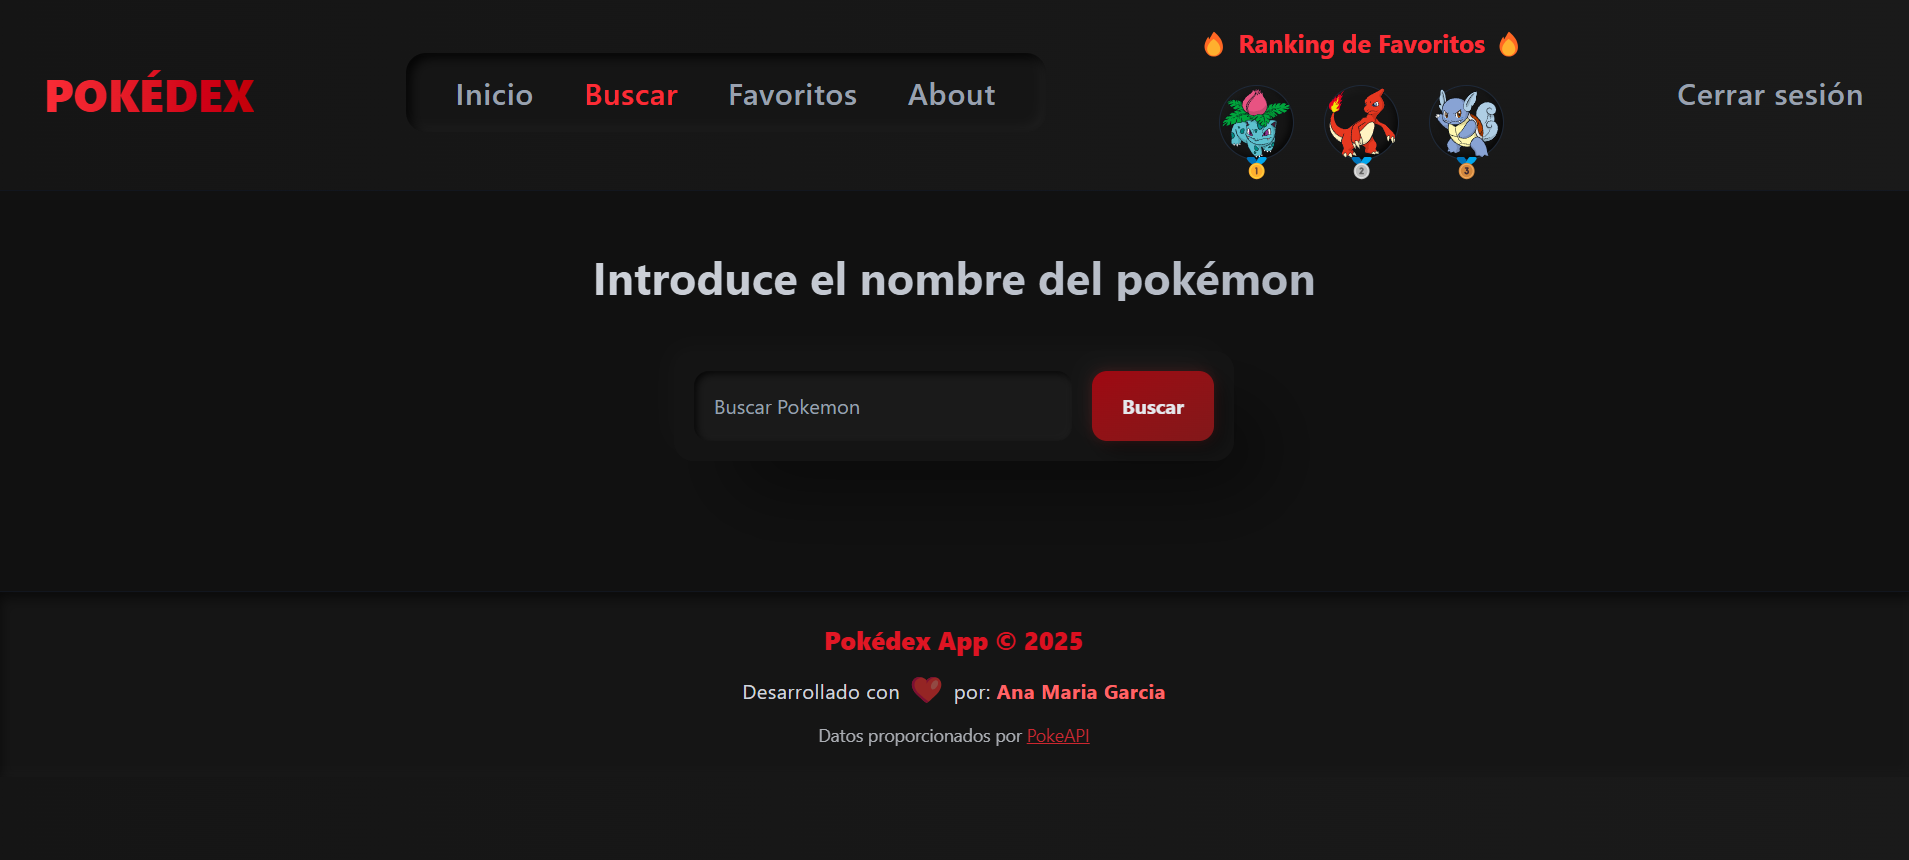 POKÉDEX
Inicio
Buscar
Favoritos
About
🔥 Ranking de Favoritos 🔥
1
2
3
Cerrar sesión
Introduce el nombre del pokémon
Buscar Pokemon
Buscar
Pokédex App © 2025
Desarrollado con ❤️ por: Ana Maria Garcia
Datos proporcionados por PokeAPI